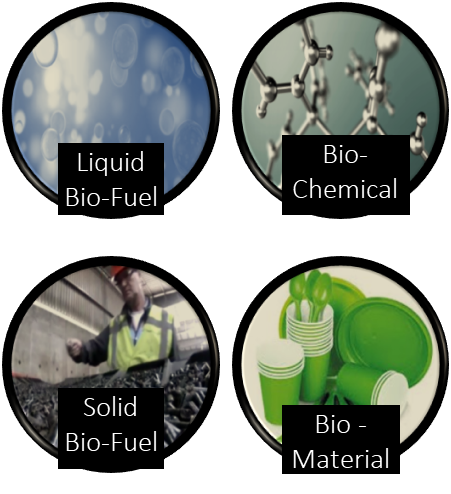 Liquid
Bio-Fuel
Bio-
Chemical
Solid
Bio-Fuel
Bio -
Material